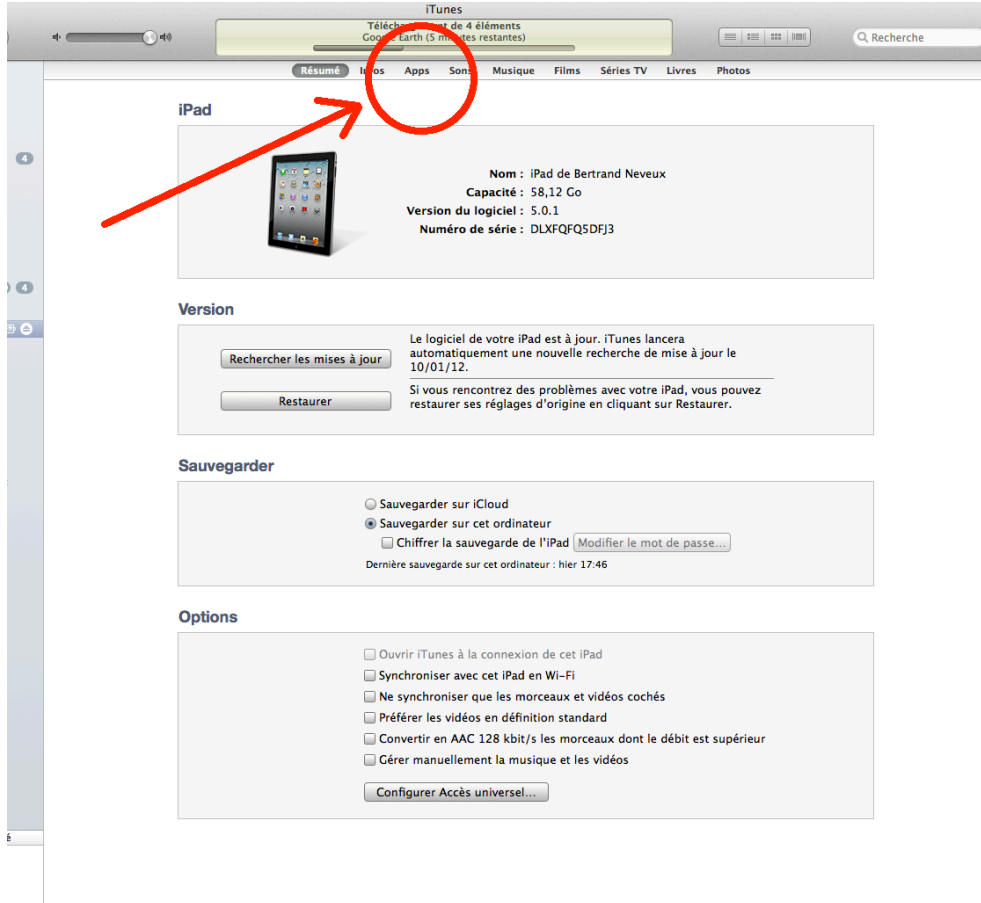 iTunes
Téléchargement de 4 éléments
Google Earth (5 minutes restantes)
Recherche
Résumé Infos Apps Sons Musique Films Séries TV Livres Photos
iPad
4
Nom : iPad de Bertrand Neveux
Capacité : 58,12 Go
Version du logiciel : 5.0.1
Numéro de série : DLXFQFQ5DFJ3
4
Version
Rechercher les mises à jour
Le logiciel de votre iPad est à jour. iTunes lancera
automatiquement une nouvelle recherche de mise à jour le
10/01/12.
Restaurer
Si vous rencontrez des problèmes avec votre iPad, vous pouvez
restaurer ses réglages d'origine en cliquant sur Restaurer.
Sauvegarder
Sauvegarder sur iCloud
Sauvegarder sur cet ordinateur
Chiffrer la sauvegarde de l'iPad Modifier le mot de passe...
Dernière sauvegarde sur cet ordinateur : hier 17:46
Options
Ouvrir iTunes à la connexion de cet iPad
Synchroniser avec cet iPad en Wi-Fi
Ne synchroniser que les morceaux et vidéos cochés
Préférer les vidéos en définition standard
Convertir en AAC 128 kbit/s les morceaux dont le débit est supérieur
Gérer manuellement la musique et les vidéos
Configurer Accès universel...
é